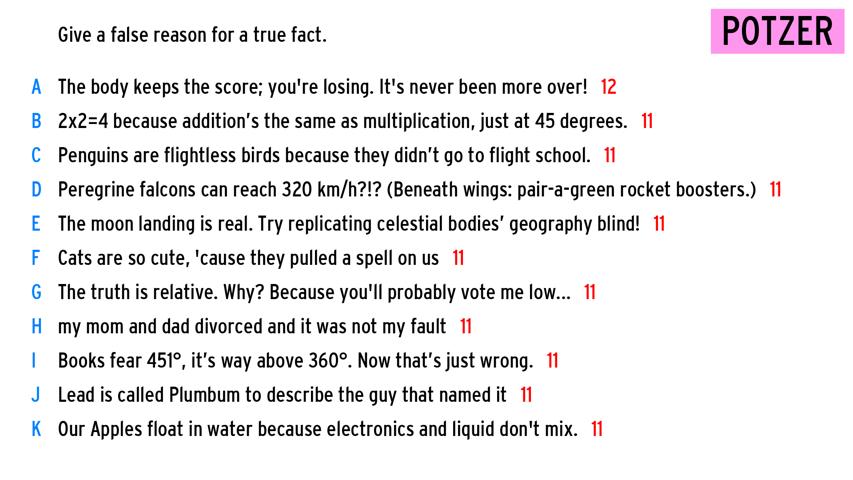 Give a false reason for a true fact.
POTZER
A The body keeps the score; you're losing. It's never been more over! 12
B 2x2=4 because addition’s the same as multiplication, just at 45 degrees. 11
C Penguins are flightless birds because they didn’t go to flight school. 11
D Peregrine falcons can reach 320 km/h?!? (Beneath wings: pair-a-green rocket boosters.) 11
E The moon landing is real. Try replicating celestial bodies’ geography blind! 11
F Cats are so cute, 'cause they pulled a spell on us 11
G The truth is relative. Why? Because you'll probably vote me low... 11
H my mom and dad divorced and it was not my fault 11
I Books fear 451°, it’s way above 360°. Now that’s just wrong. 11
J Lead is called Plumbum to describe the guy that named it 11
K Our Apples float in water because electronics and liquid don't mix. 11